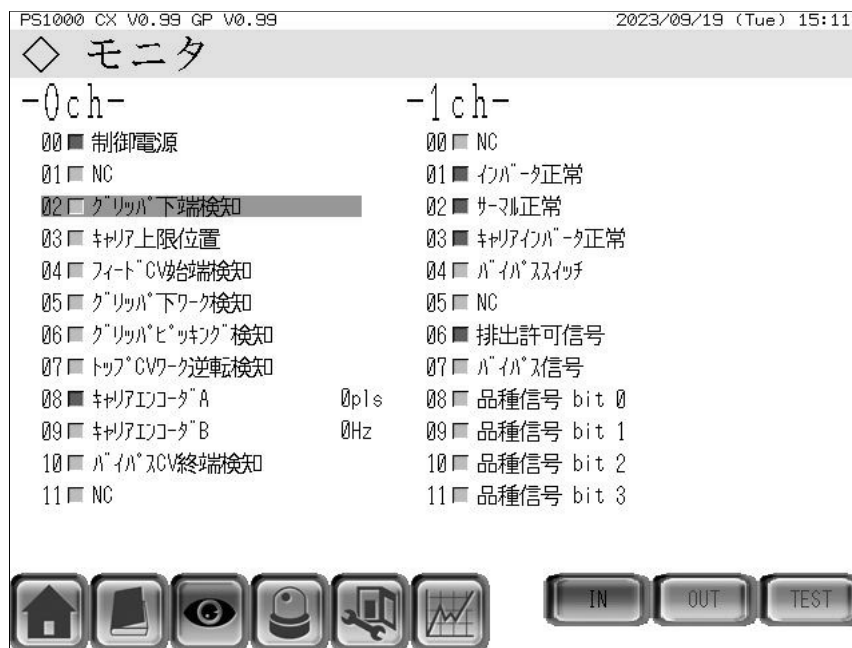 PS1000 CX V0.99 GP V0.99
2023/09/19 (Tue) 15:11
◇ モニタ
-0ch-
00 制御電源
01 NC
02 グリッパ下端検知
03 キャリア上限位置
04 フィードCV始端検知
05 グリッパ下ワーク検知
06 グリッパピッキング検知
07 トップCVワーク逆転検知
08 キャリアエンコーダA 0pls
09 キャリアエンコーダB 0Hz
10 バイパスCV終端検知
11 NC
-1ch-
00 NC
01 インバータ正常
02 サーマル正常
03 キャリアインバータ正常
04 バイパススイッチ
05 NC
06 排出許可信号
07 バイパス信号
08 品種信号 bit 0
09 品種信号 bit 1
10 品種信号 bit 2
11 品種信号 bit 3
IN
OUT
TEST